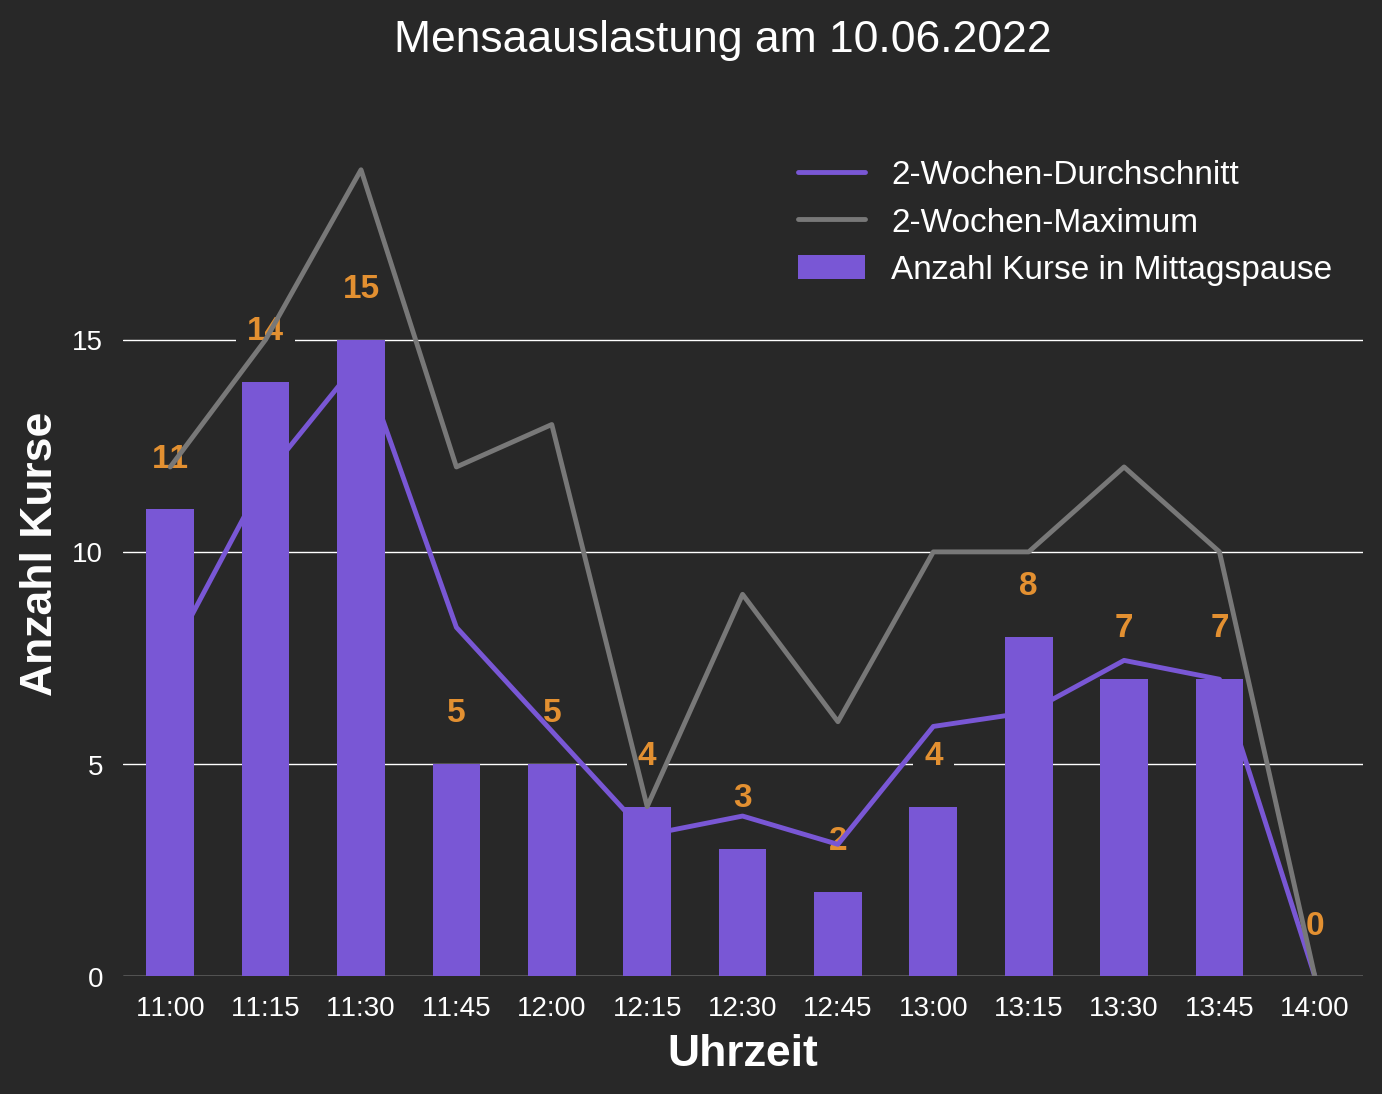 Mensaauslastung am 10.06.2022
2-Wochen-Durchschnitt
2-Wochen-Maximum
Anzahl Kurse in Mittagspause
15
14
15
11
10
8
7
7
5
5
4
4
5
3
2
0
0
Anzahl Kurse
11:00 11:15 11:30 11:45 12:00 12:15 12:30 12:45 13:00 13:15 13:30 13:45 14:00
Uhrzeit